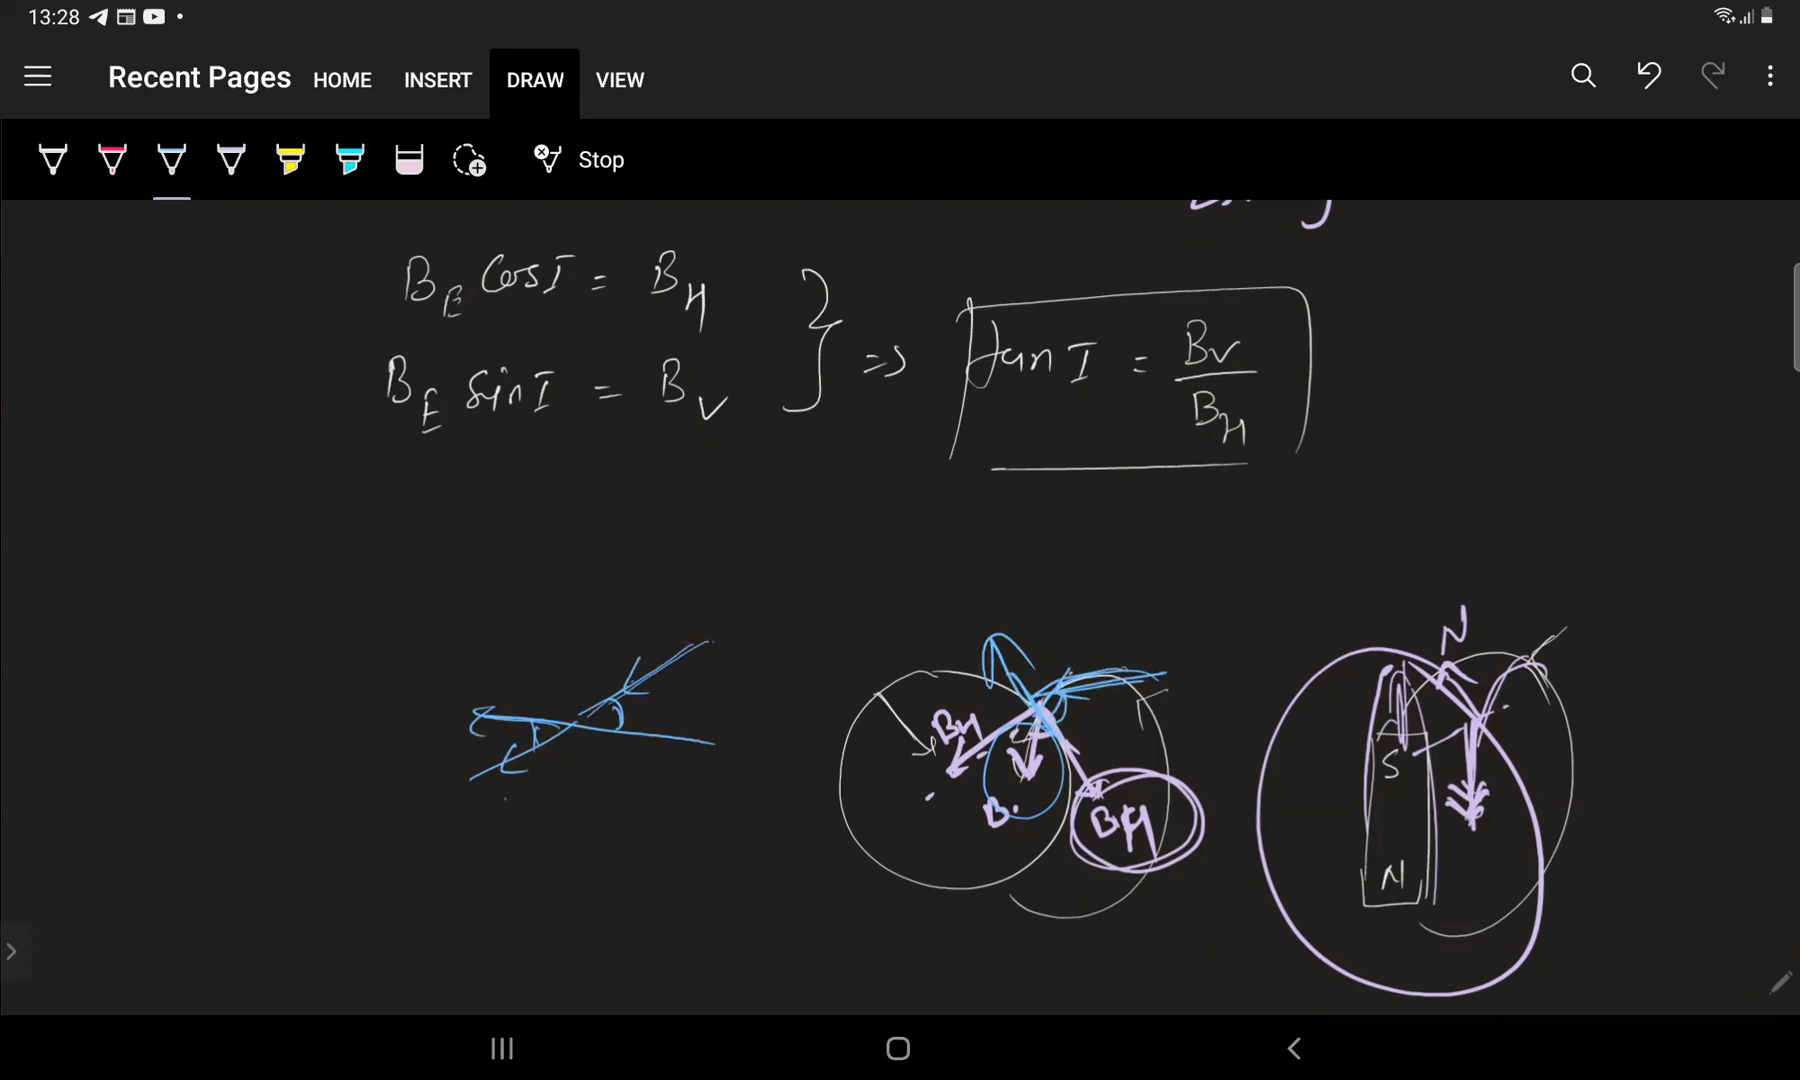 13:28
Recent Pages HOME INSERT DRAW VIEW
Stop
B_E Cos I = B_H
B_E Sin I = B_V
} => tan I = B_V / B_H
N
B_H
B
B_H
S
N